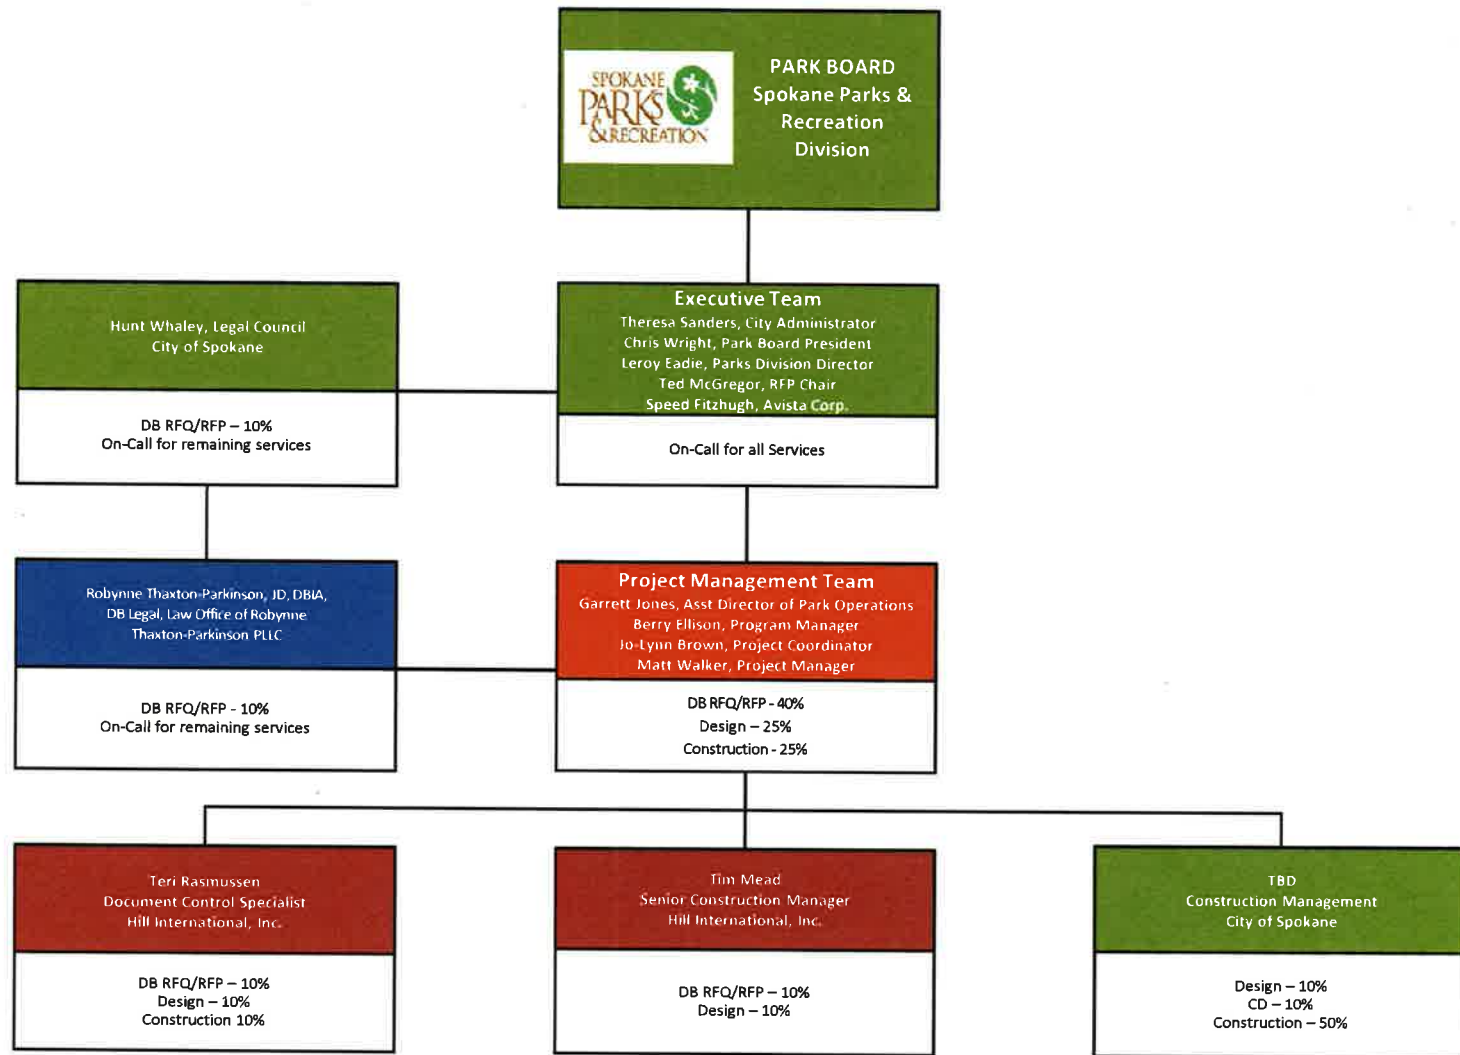 SPOKANE
PARKS
& RECREATION
PARK BOARD
Spokane Parks &
Recreation
Division
Hunt Whaley, Legal Council
City of Spokane
DB RFQ/RFP – 10%
On-Call for remaining services
Executive Team
Theresa Sanders, City Administrator
Chris Wright, Park Board President
Leroy Eadie, Parks Division Director
Ted McGregor, RFP Chair
Speed Fitzhugh, Avista Corp.
On-Call for all Services
Robynne Thaxton-Parkinson, JD, DBIA,
DB Legal, Law Office of Robynne
Thaxton-Parkinson PLLC
DB RFQ/RFP - 10%
On-Call for remaining services
Project Management Team
Garrett Jones, Asst Director of Park Operations
Berry Ellison, Program Manager
Jo-Lynn Brown, Project Coordinator
Matt Walker, Project Manager
DB RFQ/RFP - 40%
Design – 25%
Construction - 25%
Teri Rasmussen
Document Control Specialist
Hill International, Inc.
DB RFQ/RFP – 10%
Design – 10%
Construction 10%
Tim Mead
Senior Construction Manager
Hill International, Inc.
DB RFQ/RFP – 10%
Design – 10%
TBD
Construction Management
City of Spokane
Design – 10%
CD – 10%
Construction – 50%